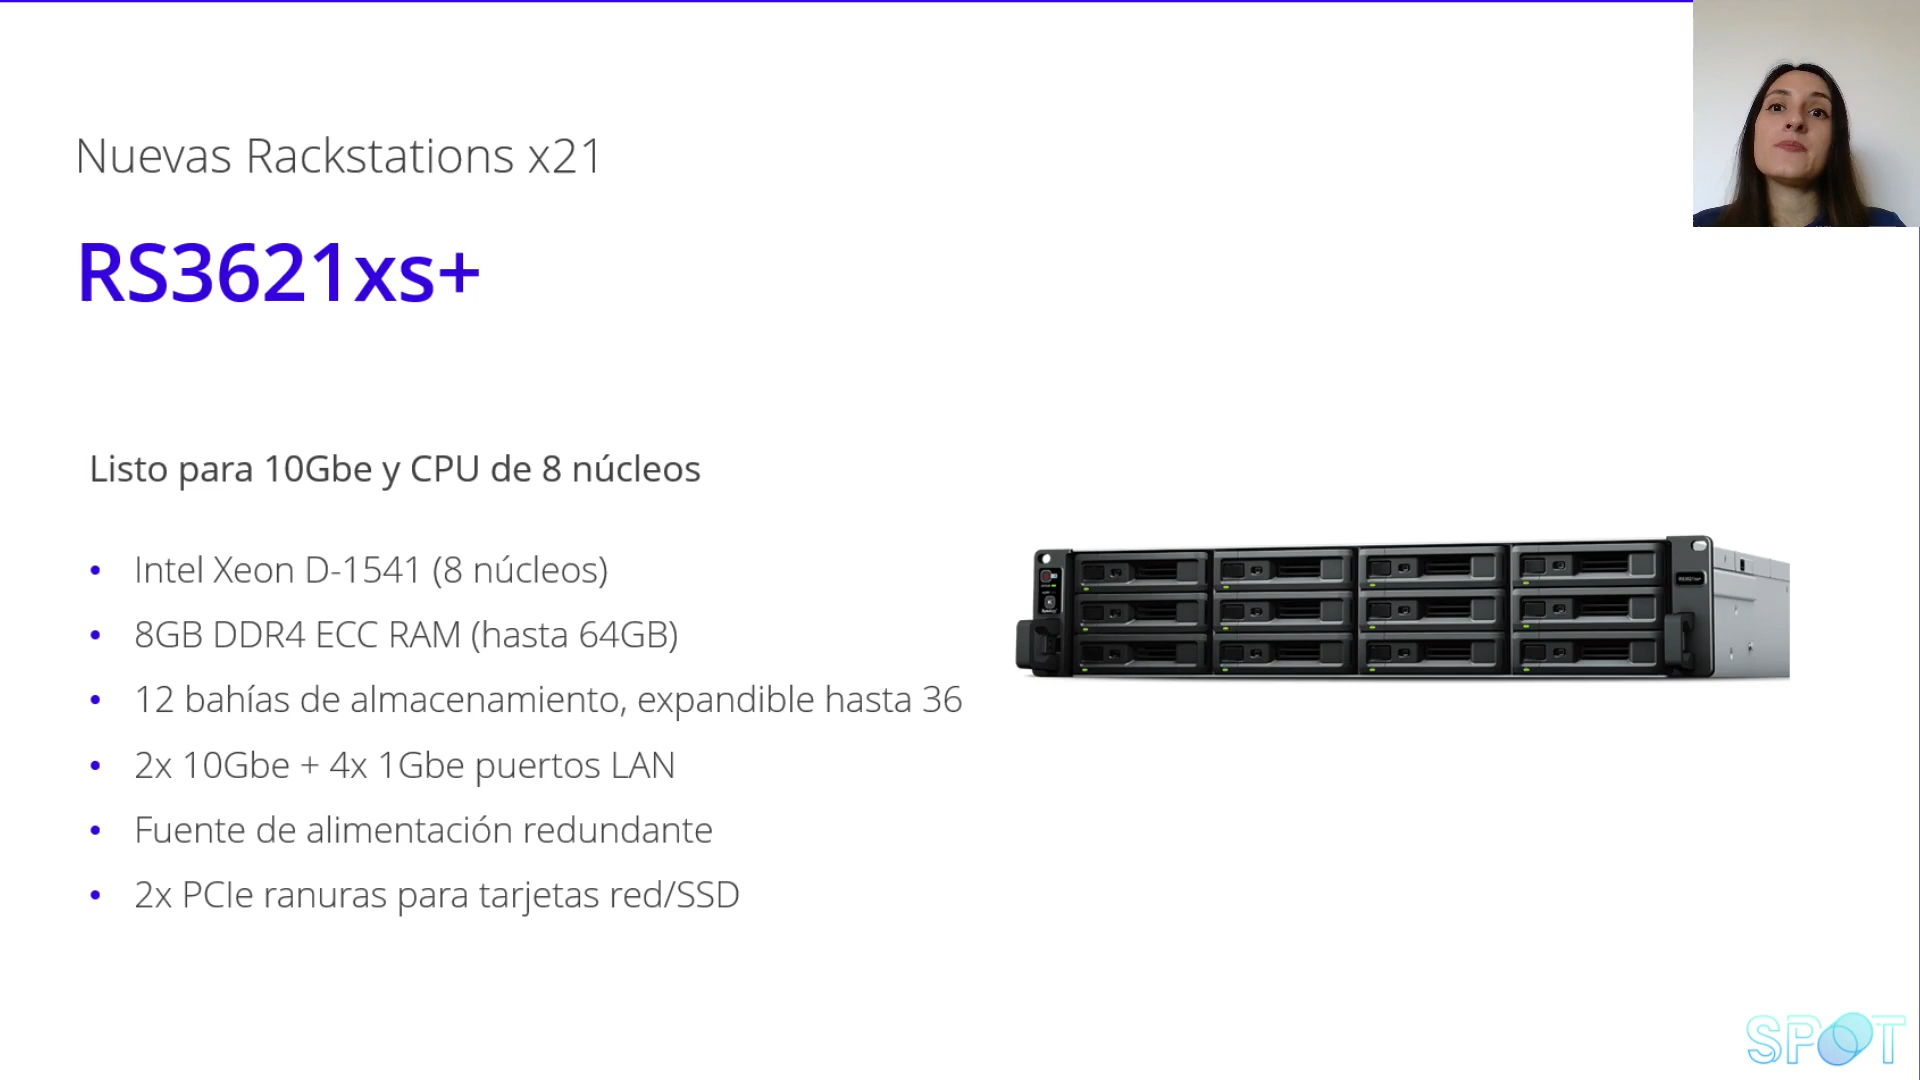 Nuevas Rackstations x21
RS3621xs+
Listo para 10Gbe y CPU de 8 núcleos
• Intel Xeon D-1541 (8 núcleos)
• 8GB DDR4 ECC RAM (hasta 64GB)
• 12 bahías de almacenamiento, expandible hasta 36
• 2x 10Gbe + 4x 1Gbe puertos LAN
• Fuente de alimentación redundante
• 2x PCIe ranuras para tarjetas red/SSD
SPOT